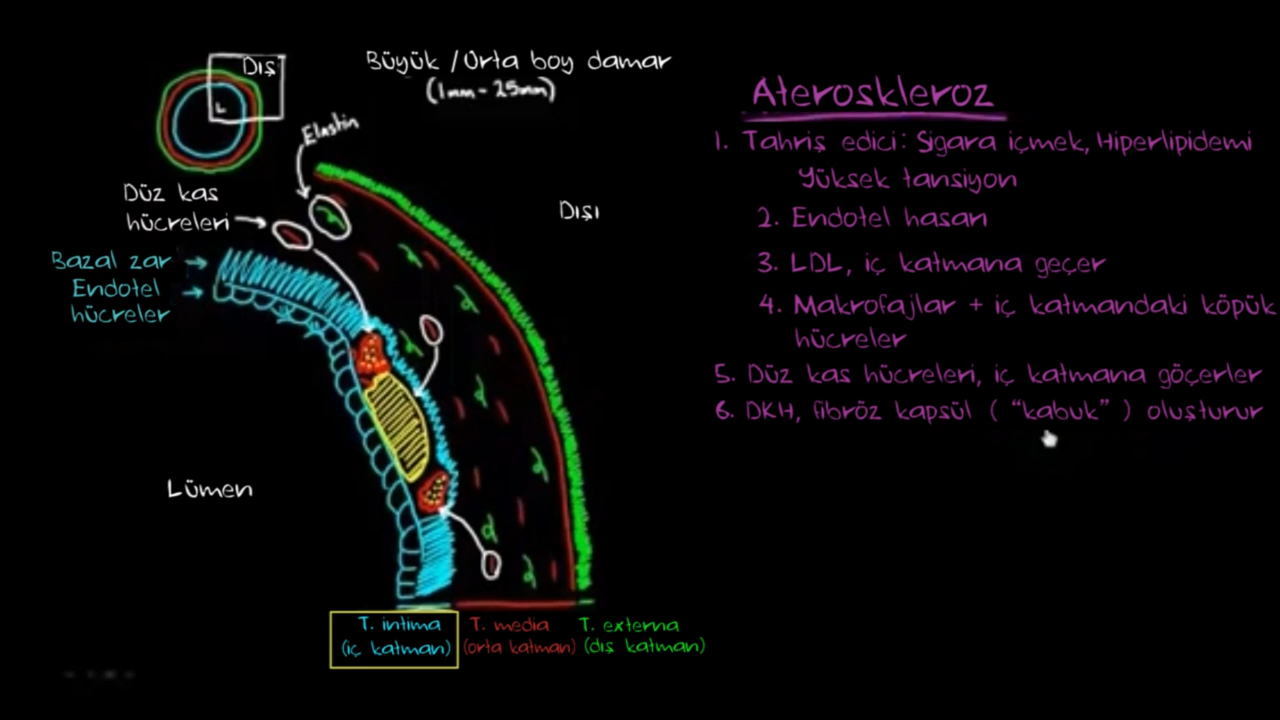 Dış
L
Büyük / Orta boy damar
(1mm - 25mm)
Elastin
Düz kas
hücreleri
Bazal zar
Endotel
hücreler
Dışı
Lümen
T. intima
(iç katman)
T. media
(orta katman)
T. externa
(dış katman)
Ateroskleroz
1. Tahriş edici: Sigara içmek, Hiperlipidemi
Yüksek tansiyon
2. Endotel hasarı
3. LDL, iç katmana geçer
4. Makrofajlar + iç katmandaki köpük
hücreler
5. Düz kas hücreleri, iç katmana göçerler
6. DKH, fibröz kapsül ( "kabuk" ) oluşturur